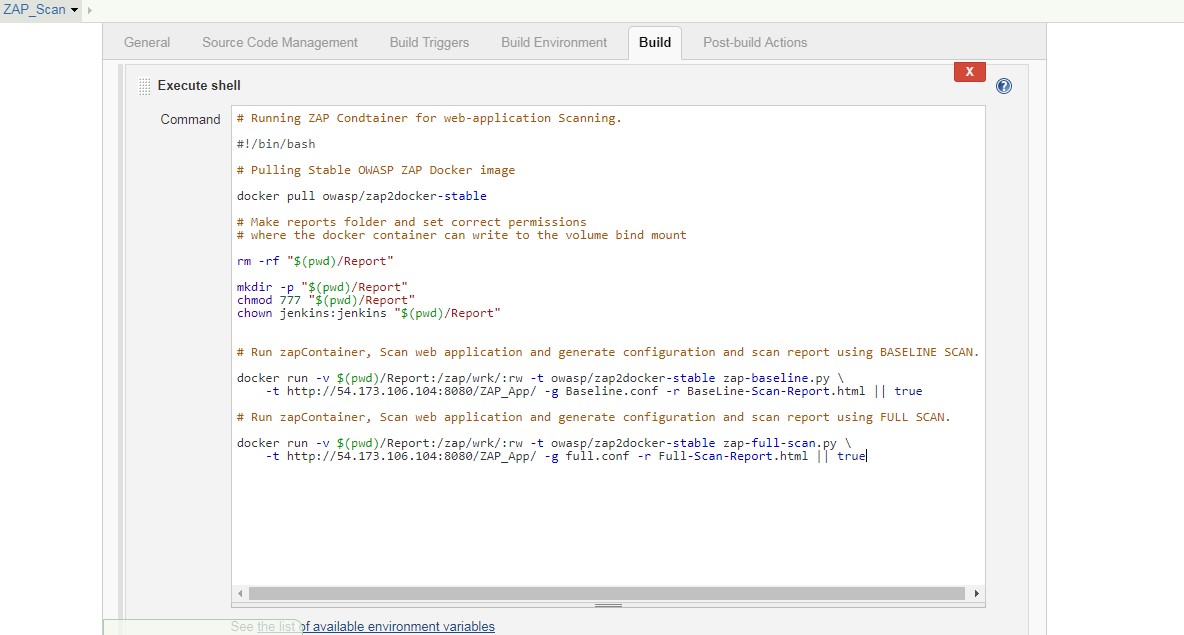 ZAP_Scan
General Source Code Management Build Triggers Build Environment Build Post-build Actions
X
Execute shell
?
Command
# Running ZAP Condtainer for web-application Scanning.
#!/bin/bash
# Pulling Stable OWASP ZAP Docker image
docker pull owasp/zap2docker-stable
# Make reports folder and set correct permissions
# where the docker container can write to the volume bind mount
rm -rf "$(pwd)/Report"
mkdir -p "$(pwd)/Report"
chmod 777 "$(pwd)/Report"
chown jenkins:jenkins "$(pwd)/Report"
# Run zapContainer, Scan web application and generate configuration and scan report using BASELINE SCAN.
docker run -v $(pwd)/Report:/zap/wrk/:rw -t owasp/zap2docker-stable zap-baseline.py \
-t http://54.173.106.104:8080/ZAP_App/ -g Baseline.conf -r BaseLine-Scan-Report.html || true
# Run zapContainer, Scan web application and generate configuration and scan report using FULL SCAN.
docker run -v $(pwd)/Report:/zap/wrk/:rw -t owasp/zap2docker-stable zap-full-scan.py \
-t http://54.173.106.104:8080/ZAP_App/ -g full.conf -r Full-Scan-Report.html || true
See the list of available environment variables